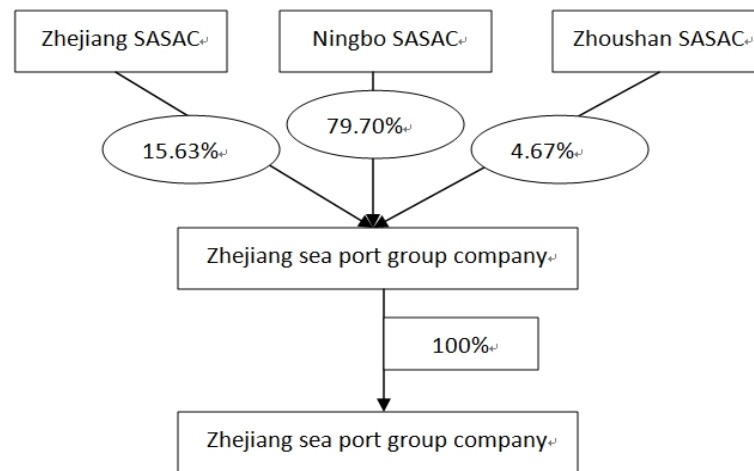 Zhejiang SASAC↵
Ningbo SASAC↵
Zhoushan SASAC↵
15.63%↵
79.70%↵
4.67%↵
Zhejiang sea port group company↵
100%↵
Zhejiang sea port group company↵